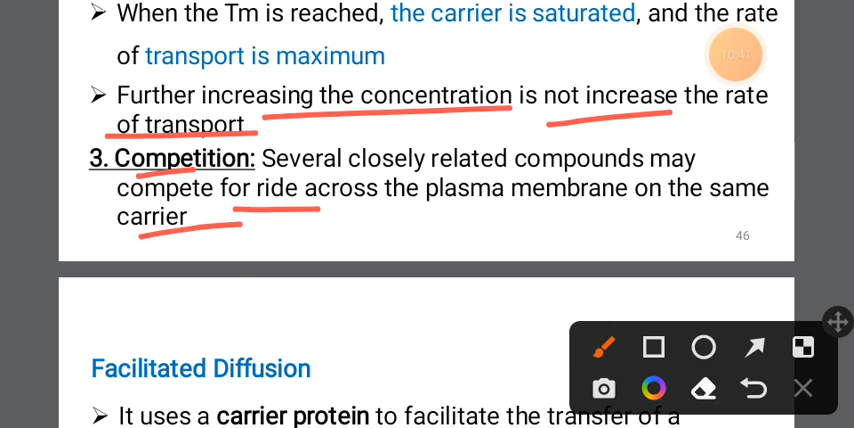 ➤ When the Tm is reached, the carrier is saturated, and the rate
of transport is maximum
10:41
➤ Further increasing the concentration is not increase the rate
of transport
3. Competition: Several closely related compounds may
compete for ride across the plasma membrane on the same
carrier
46
Facilitated Diffusion
➤ It uses a carrier protein to facilitate the transfer of a